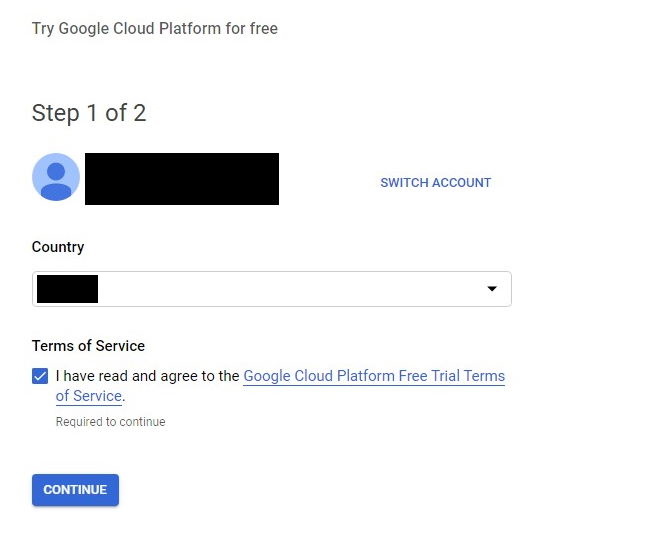 Try Google Cloud Platform for free
Step 1 of 2
SWITCH ACCOUNT
Country
Terms of Service
I have read and agree to the Google Cloud Platform Free Trial Terms
of Service.
Required to continue
CONTINUE